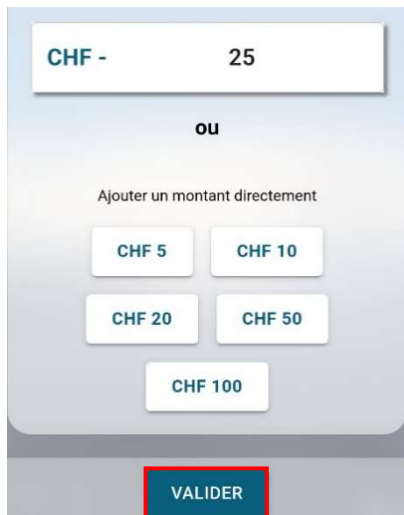 CHF - 25
ou
Ajouter un montant directement
CHF 5 CHF 10
CHF 20 CHF 50
CHF 100
VALIDER